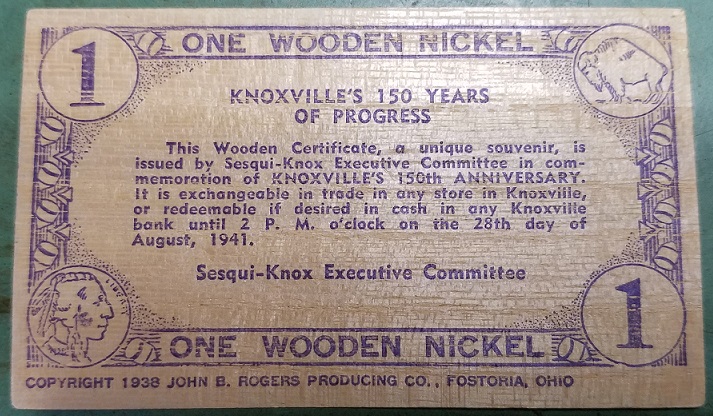 1 ONE WOODEN NICKEL
KNOXVILLE'S 150 YEARS
OF PROGRESS
This Wooden Certificate, a unique souvenir, is
issued by Sesqui-Knox Executive Committee in com-
memoration of KNOXVILLE'S 150th ANNIVERSARY.
It is exchangeable in trade in any store in Knoxville,
or redeemable if desired in cash in any Knoxville
bank until 2 P. M. o'clock on the 28th day of
August, 1941.
Sesqui-Knox Executive Committee
LIBERTY
1
ONE WOODEN NICKEL
COPYRIGHT 1938 JOHN B. ROGERS PRODUCING CO., FOSTORIA, OHIO